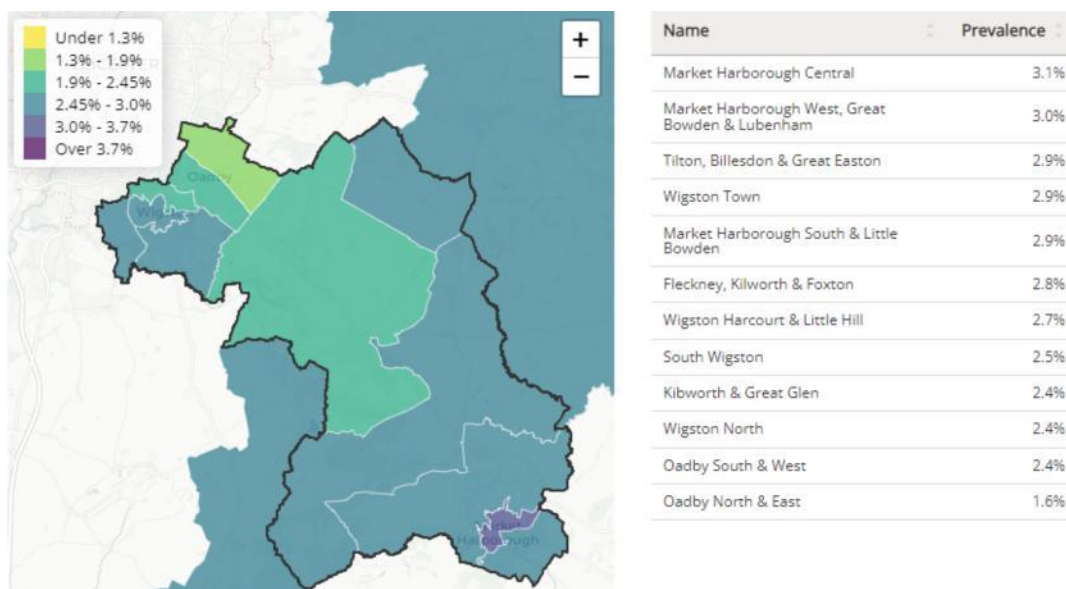 Under 1.3%
1.3% - 1.9%
1.9% - 2.45%
2.45% - 3.0%
3.0% - 3.7%
Over 3.7%
+
−
Oadby
Harborough
Name Prevalence
Market Harborough Central 3.1%
Market Harborough West, Great
Bowden & Lubenham 3.0%
Tilton, Billesdon & Great Easton 2.9%
Wigston Town 2.9%
Market Harborough South & Little
Bowden 2.9%
Fleckney, Kilworth & Foxton 2.8%
Wigston Harcourt & Little Hill 2.7%
South Wigston 2.5%
Kibworth & Great Glen 2.4%
Wigston North 2.4%
Oadby South & West 2.4%
Oadby North & East 1.6%